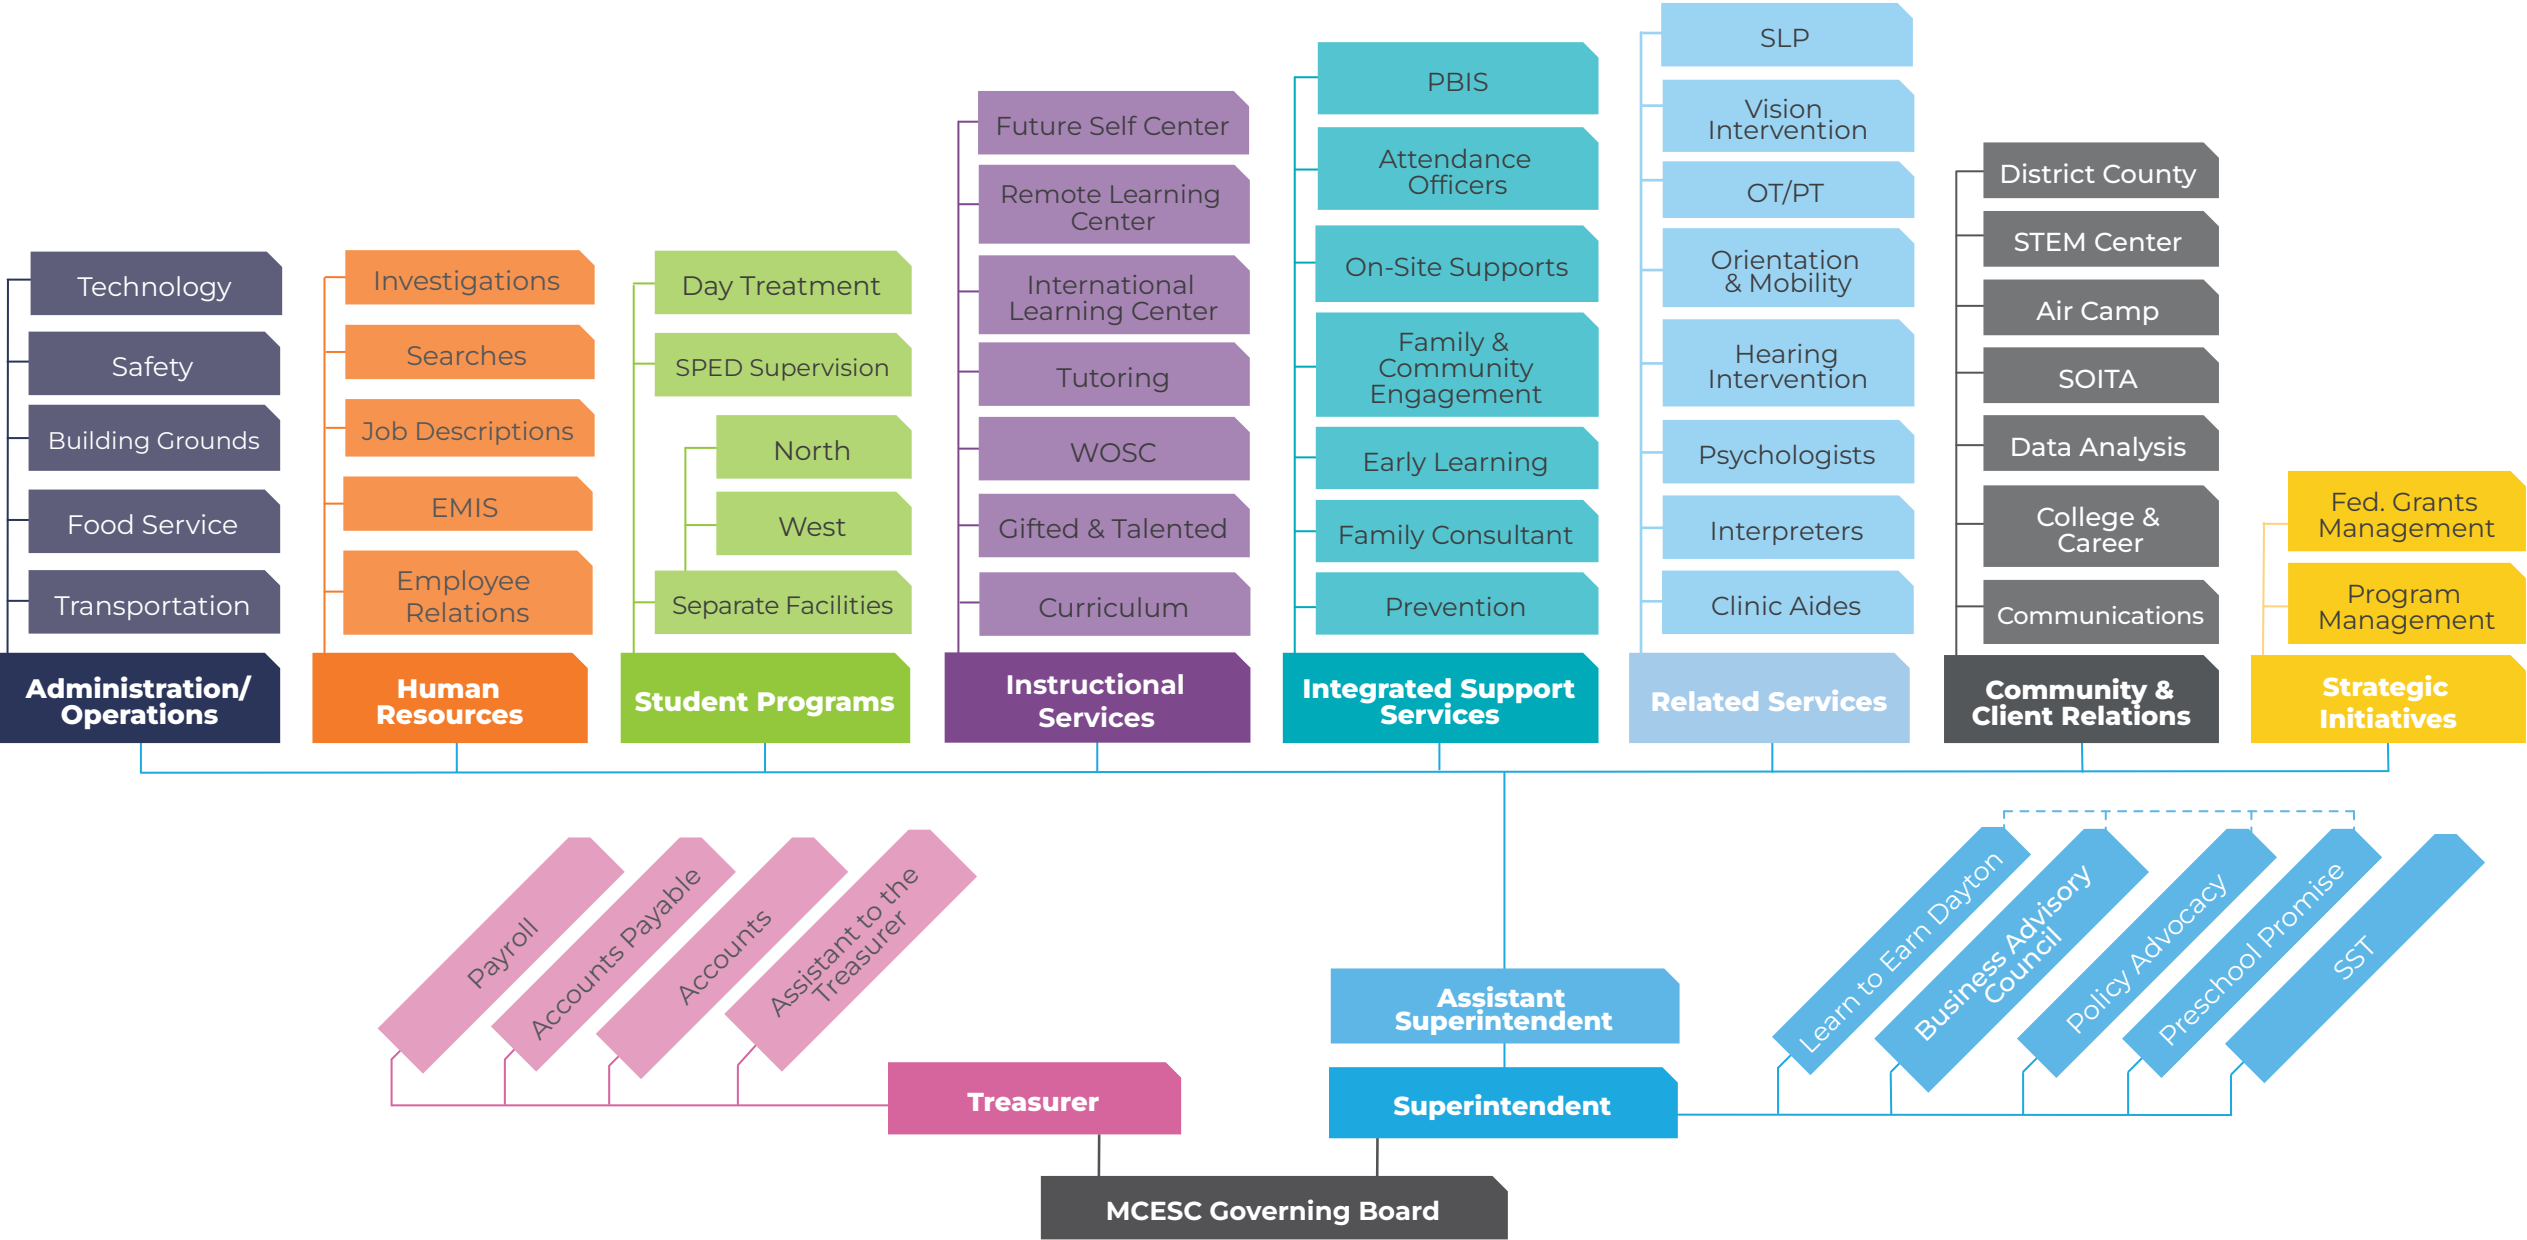 Technology
Safety
Building Grounds
Food Service
Transportation
Administration/
Operations
Investigations
Searches
Job Descriptions
EMIS
Employee
Relations
Human
Resources
Day Treatment
SPED Supervision
North
West
Separate Facilities
Student Programs
Future Self Center
Remote Learning
Center
International
Learning Center
Tutoring
WOSC
Gifted & Talented
Curriculum
Instructional
Services
PBIS
Attendance
Officers
On-Site Supports
Family &
Community
Engagement
Early Learning
Family Consultant
Prevention
Integrated Support
Services
SLP
Vision
Intervention
OT/PT
Orientation
& Mobility
Hearing
Intervention
Psychologists
Interpreters
Clinic Aides
Related Services
District County
STEM Center
Air Camp
SOITA
Data Analysis
College &
Career
Communications
Community &
Client Relations
Fed. Grants
Management
Program
Management
Strategic
Initiatives
Payroll
Accounts Payable
Accounts
Assistant to the
Treasurer
Treasurer
Assistant
Superintendent
Superintendent
Learn to Earn Dayton
Business Advisory
Council
Policy Advocacy
Preschool Promise
SST
MCESC Governing Board